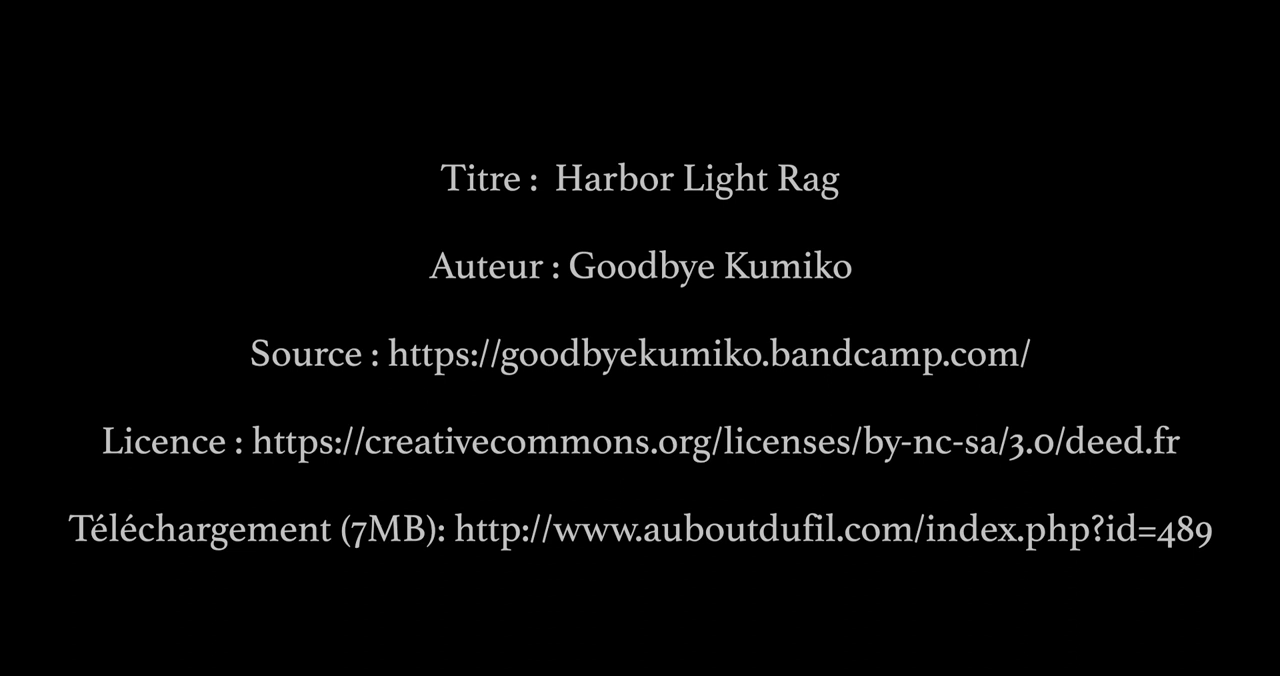 Titre :  Harbor Light Rag
Auteur : Goodbye Kumiko
Source : https://goodbyekumiko.bandcamp.com/
Licence : https://creativecommons.org/licenses/by-nc-sa/3.0/deed.fr
Téléchargement (7MB): http://www.auboutdufil.com/index.php?id=489